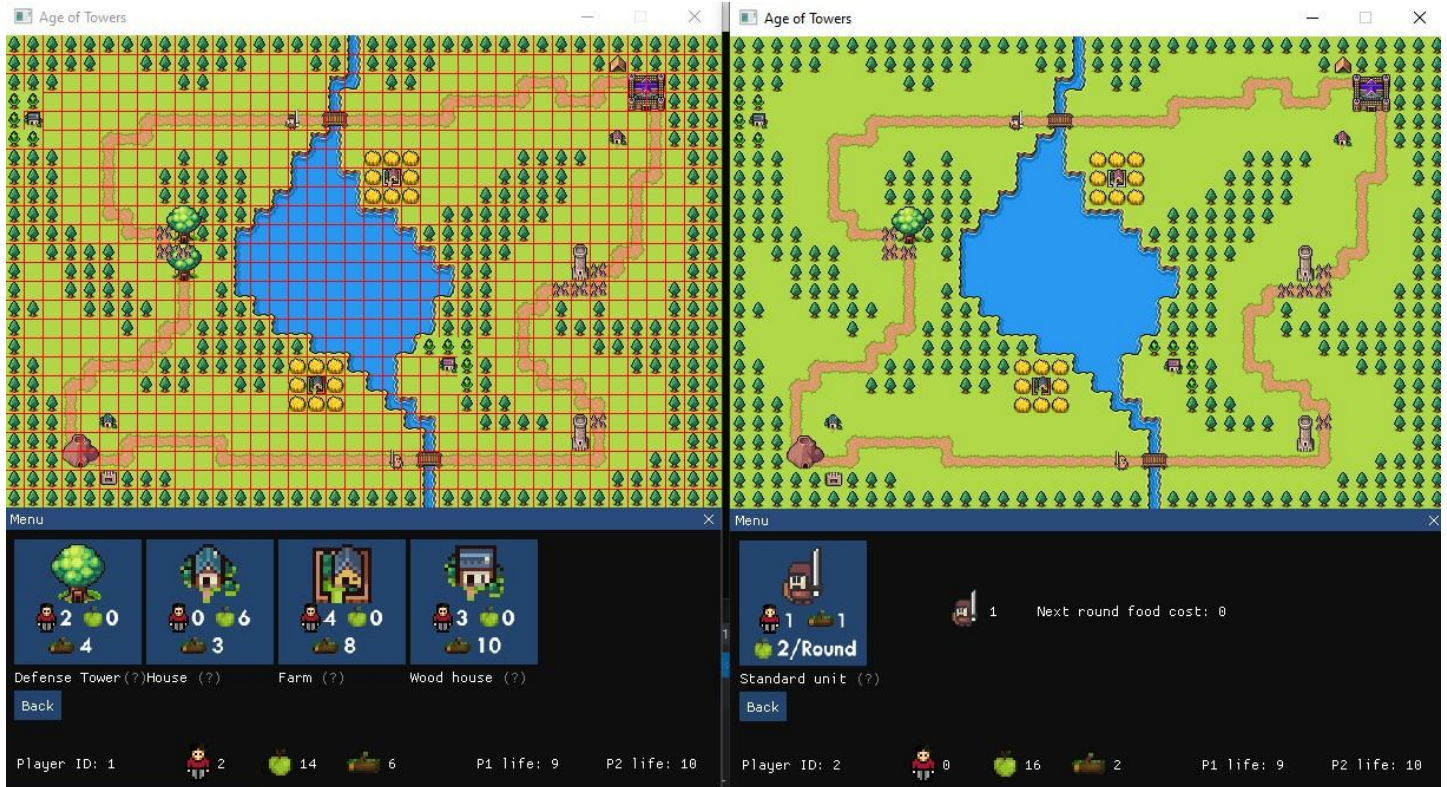 Age of Towers
Menu
2 0
4
0 6
3
4 0
8
3 0
10
Defense Tower(?)House (?) Farm (?) Wood house (?)
Back
Player ID: 1 2 14 6 P1 life: 9 P2 life: 10
Age of Towers
Menu
1 1
2/Round
Standard unit (?)
1 Next round food cost: 0
Back
Player ID: 2 0 16 2 P1 life: 9 P2 life: 10
1